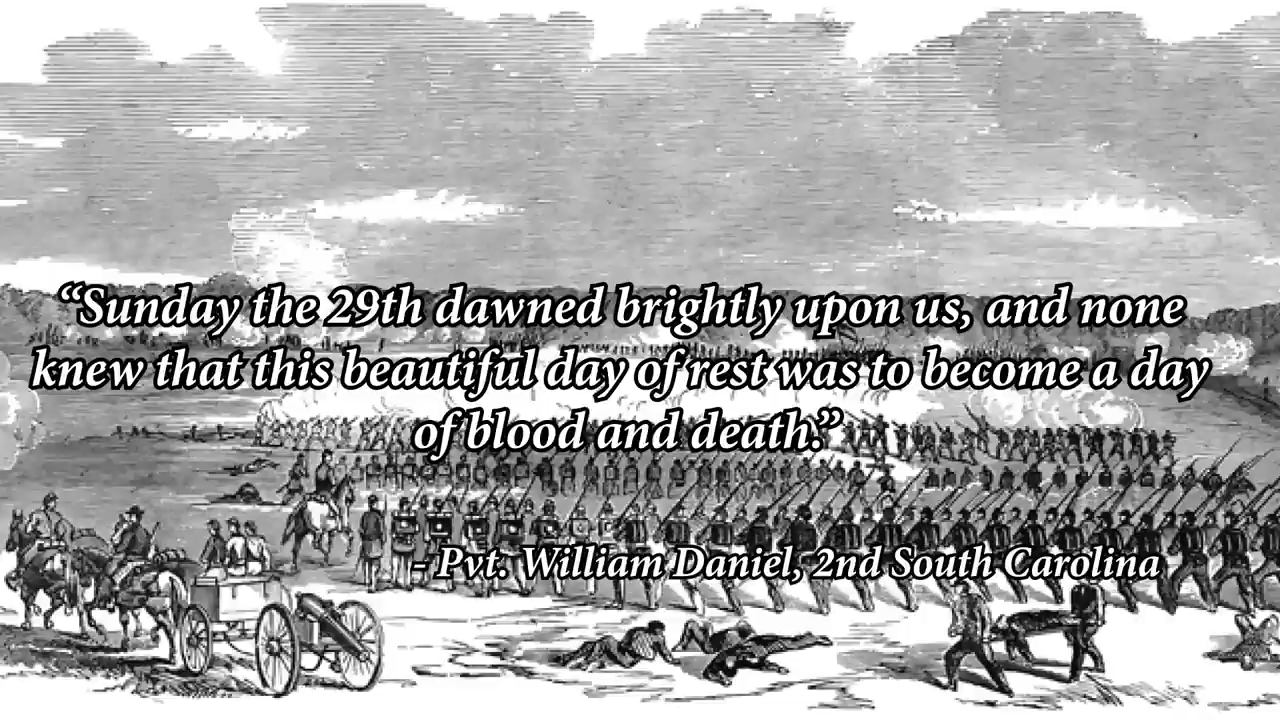 “Sunday the 29th dawned brightly upon us, and none
knew that this beautiful day of rest was to become a day
of blood and death.”
- Pvt. William Daniel, 2nd South Carolina